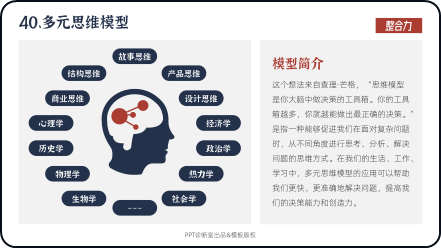 40.多元思维模型
整合力
故事思维
结构思维
产品思维
商业思维
设计思维
心理学
经济学
历史学
政治学
物理学
热力学
生物学
社会学
---
模型简介
这个想法来自查理·芒格，“思维模型
是你大脑中做决策的工具箱。你的工具
箱越多，你就越能做出最正确的决策。”
是指一种能够促进我们在面对复杂问题
时，从不同角度进行思考、分析、解决
问题的思维方式。在我们的生活、工作、
学习中，多元思维模型的应用可以帮助
我们更快、更准确地解决问题，提高我
们的决策能力和创造力。
PPT@新室出品&模板版权